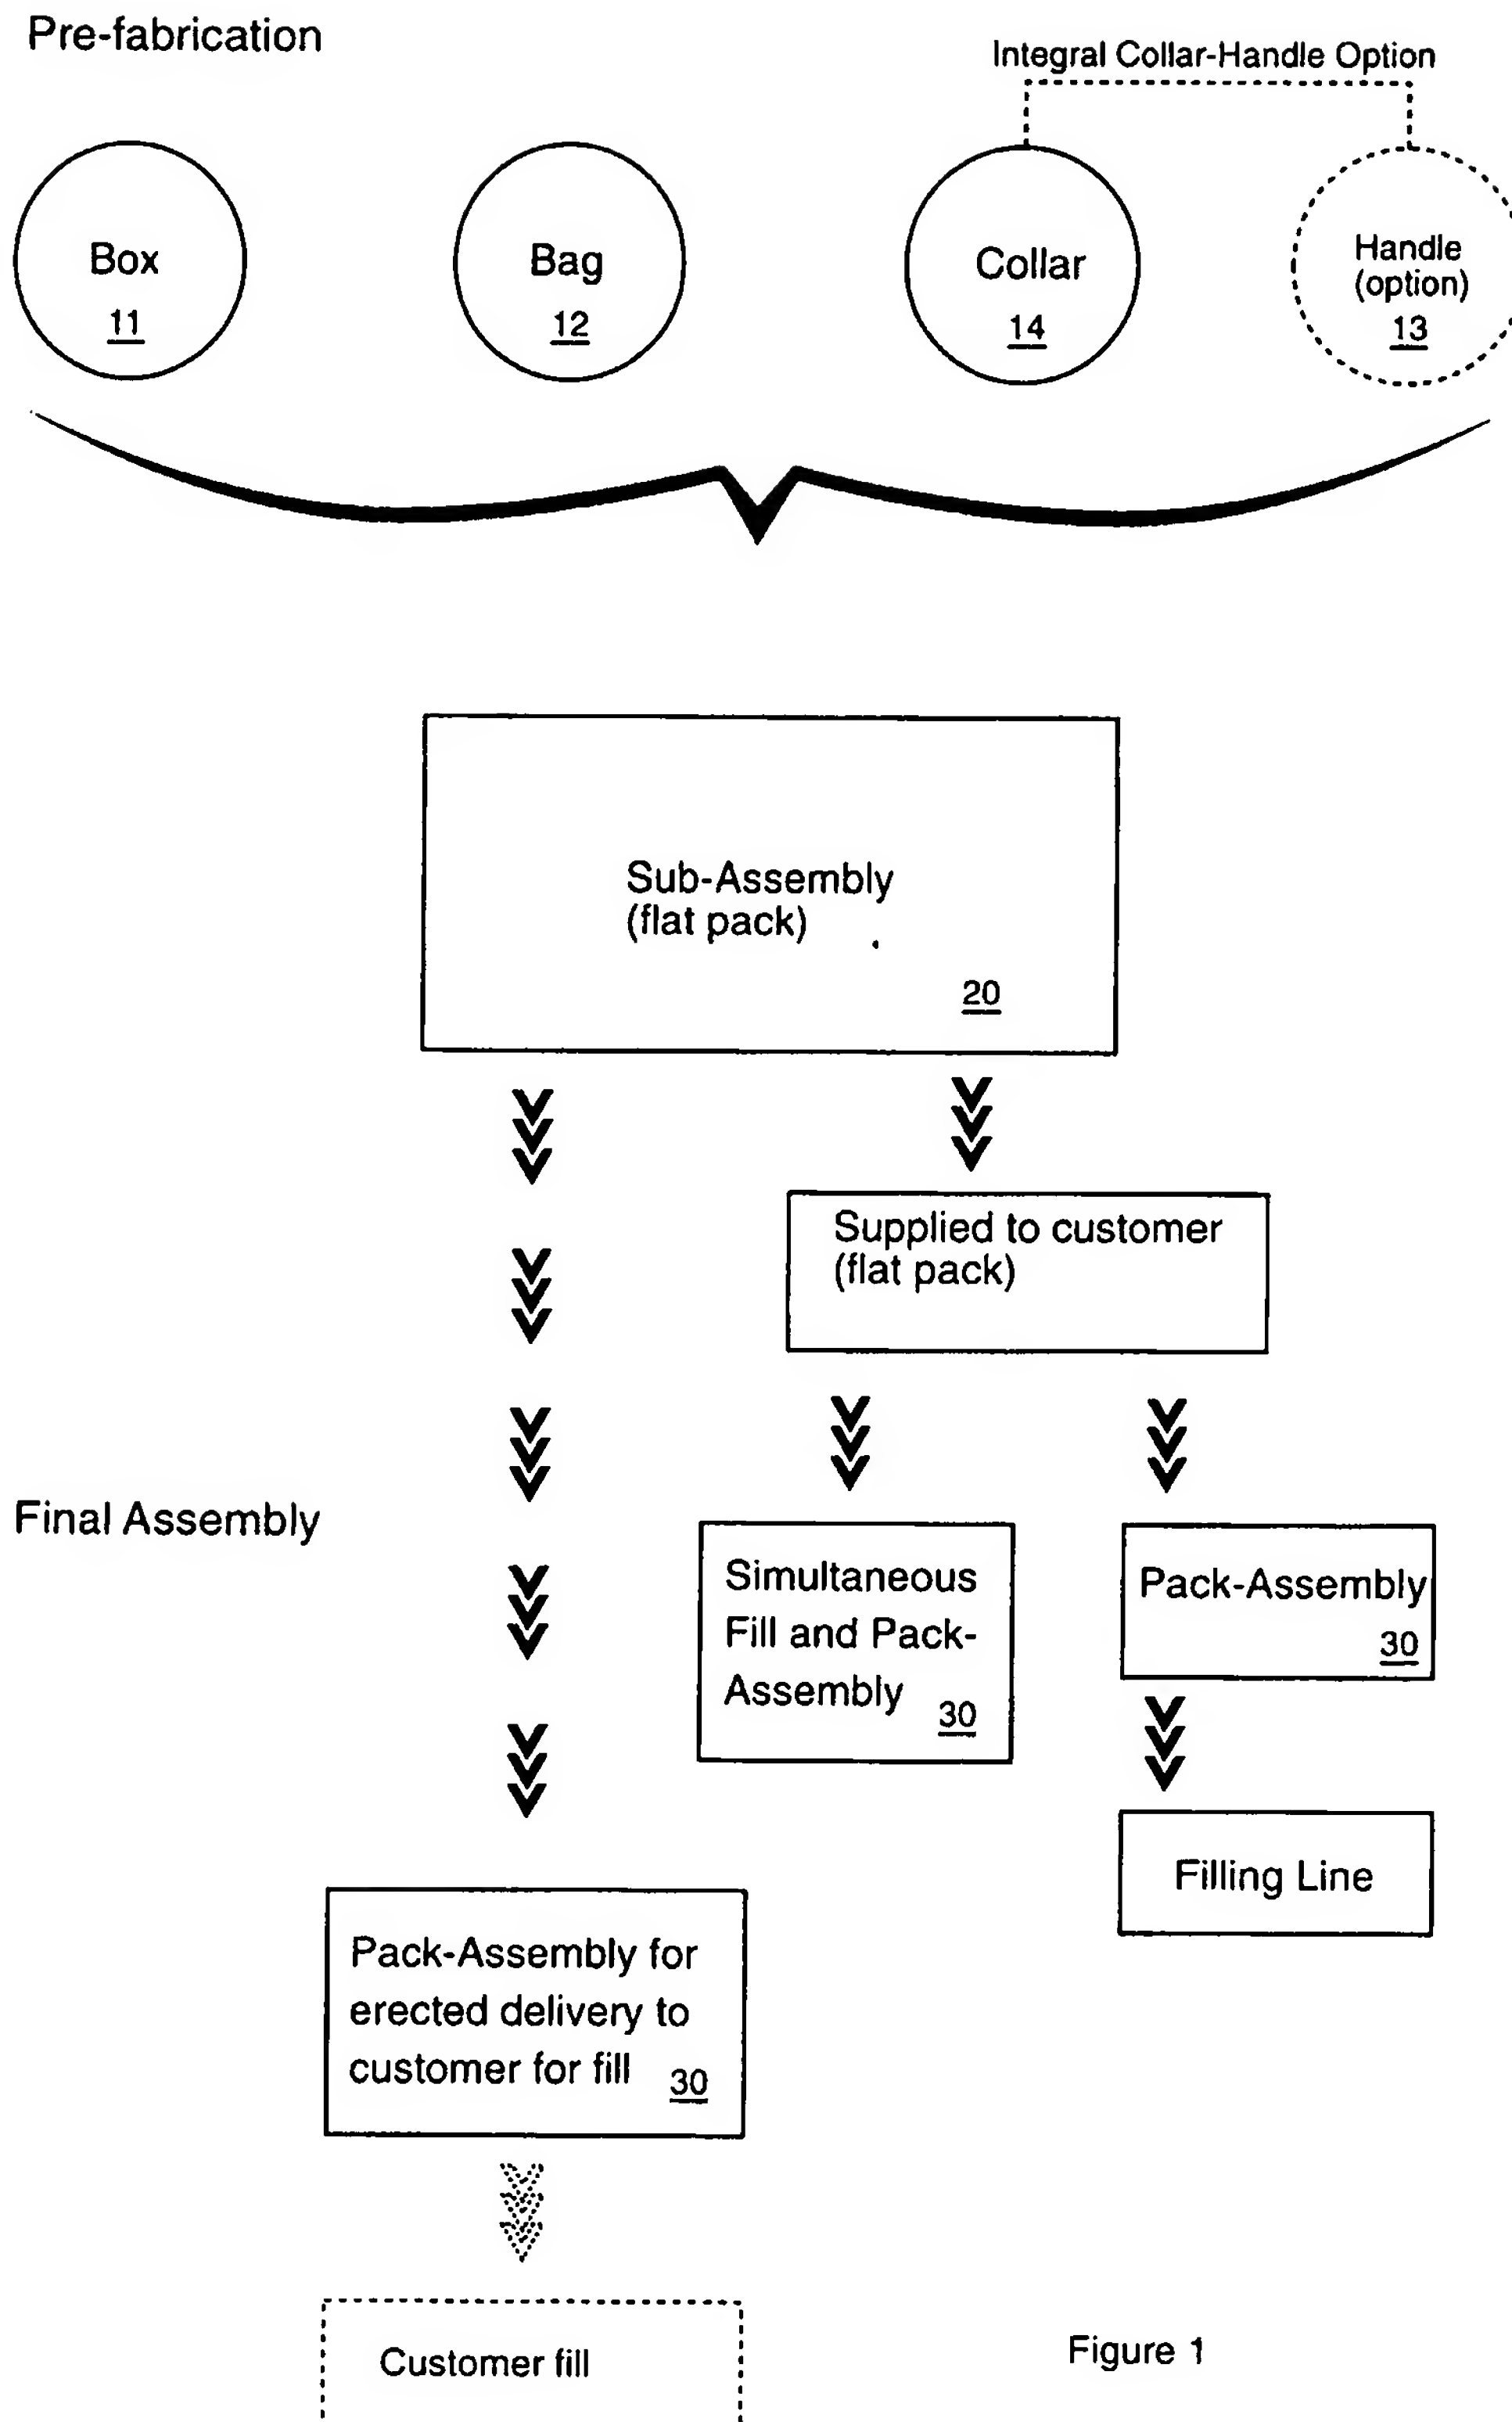 Pre-fabrication
Integral Collar-Handle Option
Box
11
Bag
12
Collar
14
Handle
(option)
13
Sub-Assembly
(flat pack)
20
Supplied to customer
(flat pack)
Final Assembly
Simultaneous
Fill and Pack-
Assembly
30
Pack-Assembly
30
Filling Line
Pack-Assembly for
erected delivery to
customer for fill
30
Customer fill
Figure 1